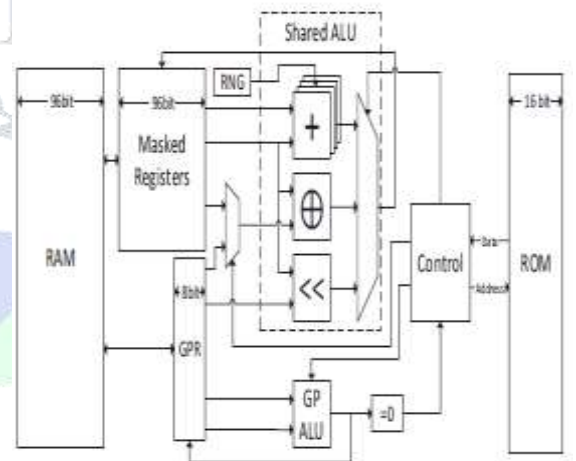 Shared ALU
RNG
96bit
96bit
16 bit
+
Masked
Registers
⊕
RAM
Control
Data
ROM
Address
<<
8bit
GPR
GP
ALU
=0